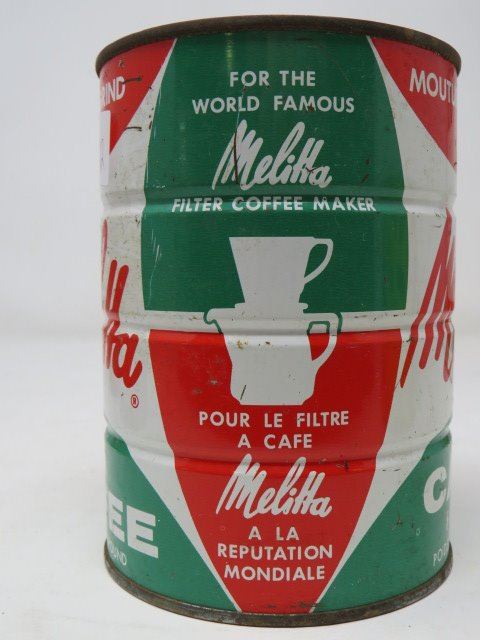 FOR THE
WORLD FAMOUS
Melitta
FILTER COFFEE MAKER
POUR LE FILTRE
A CAFE
Melitta
A LA
REPUTATION
MONDIALE